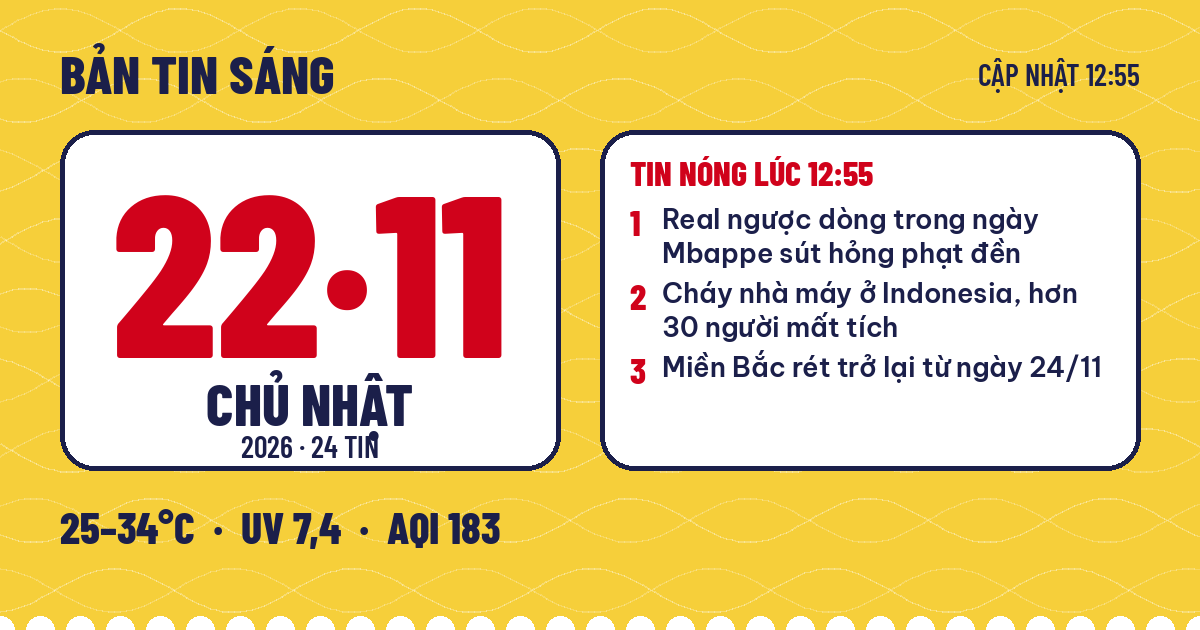 BẢN TIN SÁNG
CẬP NHẬT 12:55
22·11
CHỦ NHẬT
2026 · 24 TIN
TIN NÓNG LÚC 12:55
1 Real ngược dòng trong ngày
Mbappe sút hỏng phạt đền
2 Cháy nhà máy ở Indonesia, hơn
30 người mất tích
3 Miền Bắc rét trở lại từ ngày 24/11
25–34°C · UV 7,4 · AQI 183